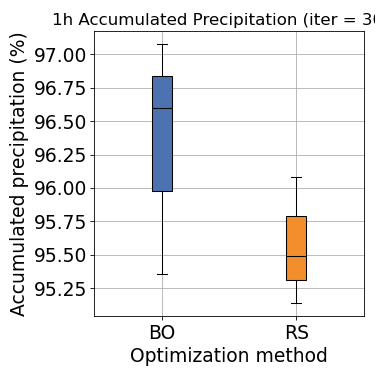 1h Accumulated Precipitation (iter =
Accumulated precipitation (%)
97.00
96.75
96.50
96.25
96.00
95.75
95.50
95.25
BO RS
Optimization method